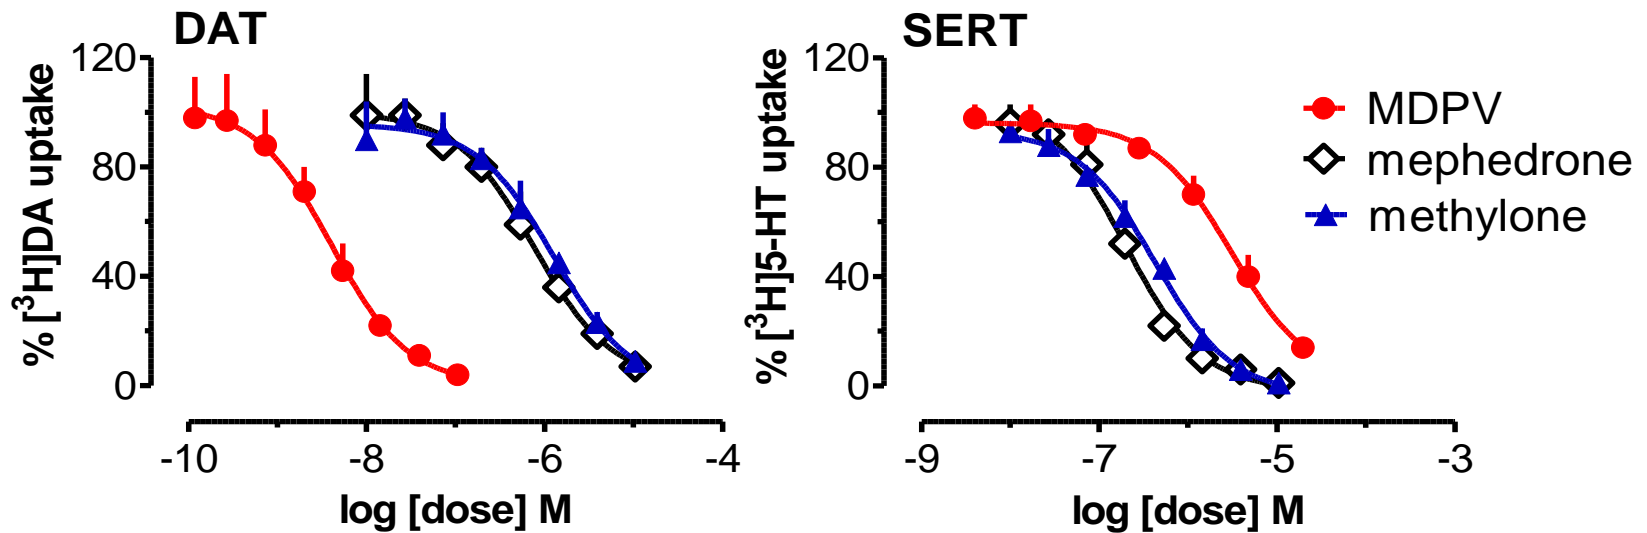 DAT
% [³H]DA uptake
120
80
40
0
-10 -8 -6 -4
log [dose] M
SERT
% [³H]5-HT uptake
120
80
40
0
-9 -7 -5 -3
log [dose] M
MDPV
mephedrone
methylone